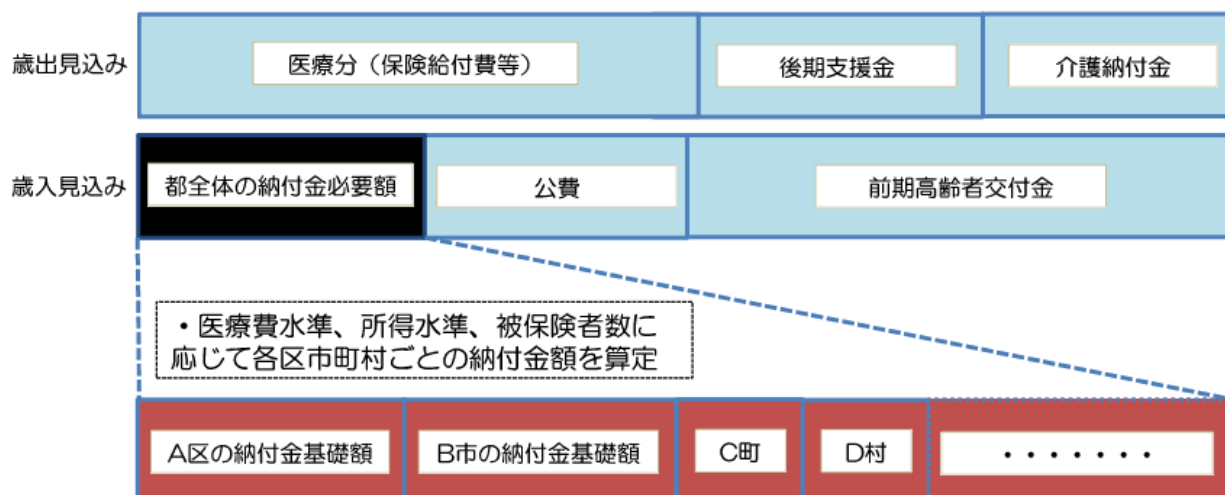 歳出見込み
医療分（保険給付費等）
後期支援金
介護納付金
歳入見込み
都全体の納付金必要額
公費
前期高齢者交付金
・医療費水準、所得水準、被保険者数に
応じて各区市町村ごとの納付金額を算定
A区の納付金基礎額
B市の納付金基礎額
C町
D村
・・・・・・・